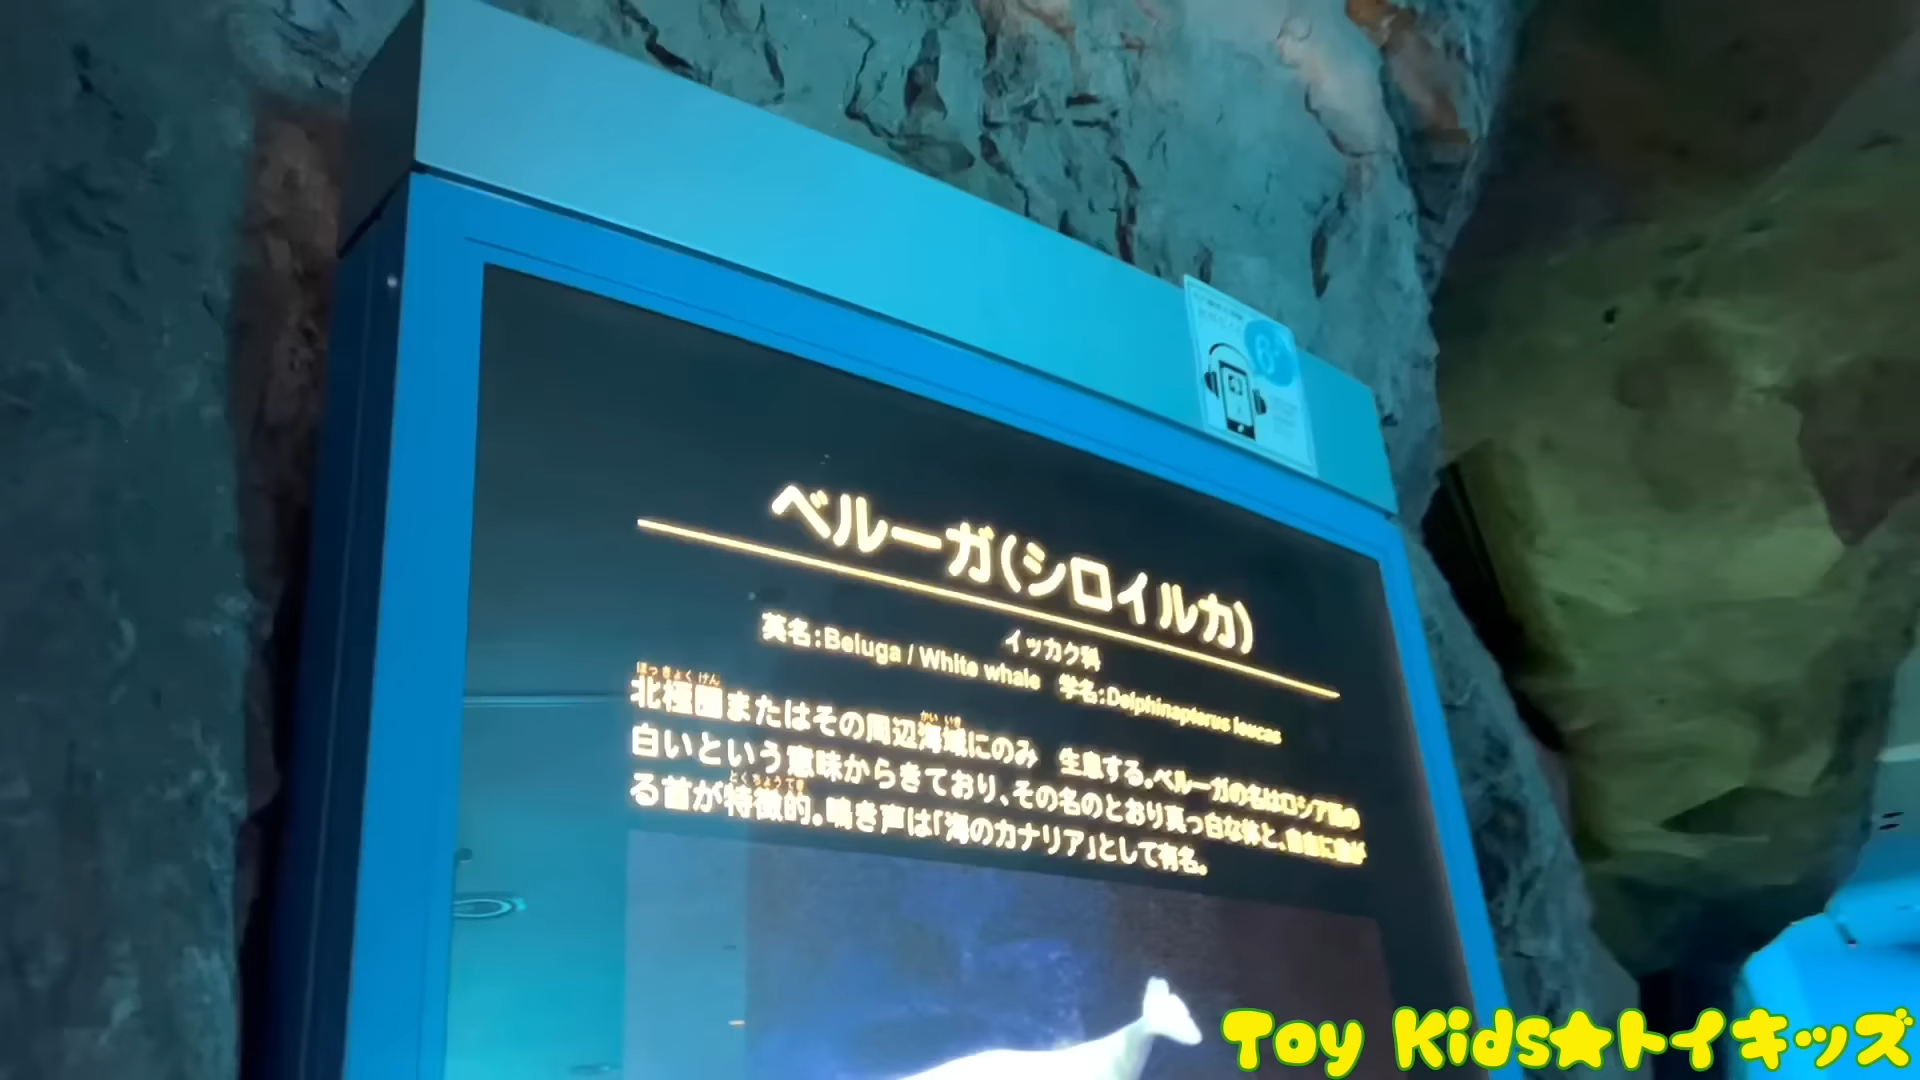 ベルーガ(シロイルカ)
イッカク科
英名:Beluga / White whale 学名:Delphinapterus leucas
ほっきょくけん かいいき
北極圏またはその周辺海域にのみ 生息する。ベルーガの名はロシア語の
白いという意味からきており、その名のとおり真っ白な体と、自由に曲が
とくちょうてき
る首が特徴的。鳴き声は「海のカナリア」として有名。
6
Toy Kids★トイキッズ